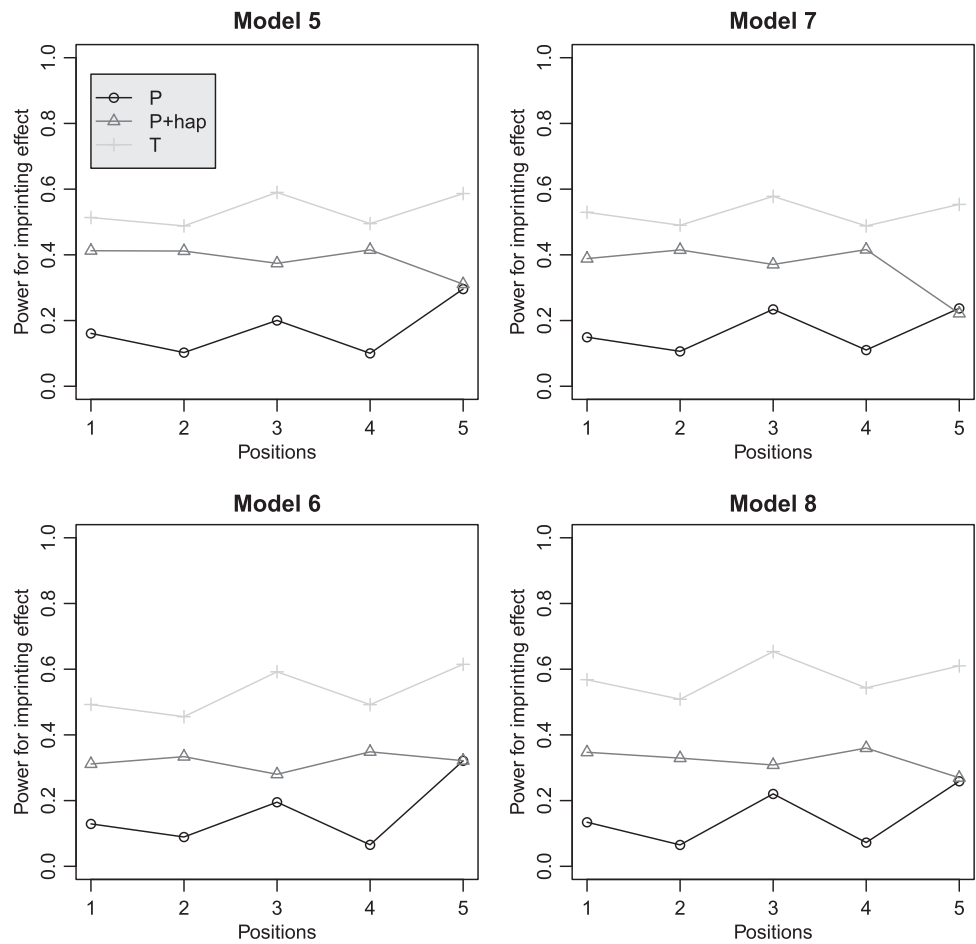 Model 5
Power for imprinting effect
1.0
0.8
0.6
0.4
0.2
0.0
P
P+hap
T
1 2 3 4 5
Positions
Model 7
Power for imprinting effect
1.0
0.8
0.6
0.4
0.2
0.0
1 2 3 4 5
Positions
Model 6
Power for imprinting effect
1.0
0.8
0.6
0.4
0.2
0.0
1 2 3 4 5
Positions
Model 8
Power for imprinting effect
1.0
0.8
0.6
0.4
0.2
0.0
1 2 3 4 5
Positions